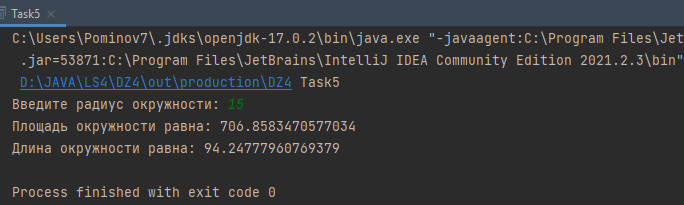 Task5
C:\Users\Pominov7\.jdks\openjdk-17.0.2\bin\java.exe "-javaagent:C:\Program Files\Jet
.jar=53871:C:\Program Files\JetBrains\IntelliJ IDEA Community Edition 2021.2.3\bin"
D:\JAVA\LS4\DZ4\out\production\DZ4 Task5
Введите радиус окружности: 15
Площадь окружности равна: 706.8583470577034
Длина окружности равна: 94.24777960769379
Process finished with exit code 0